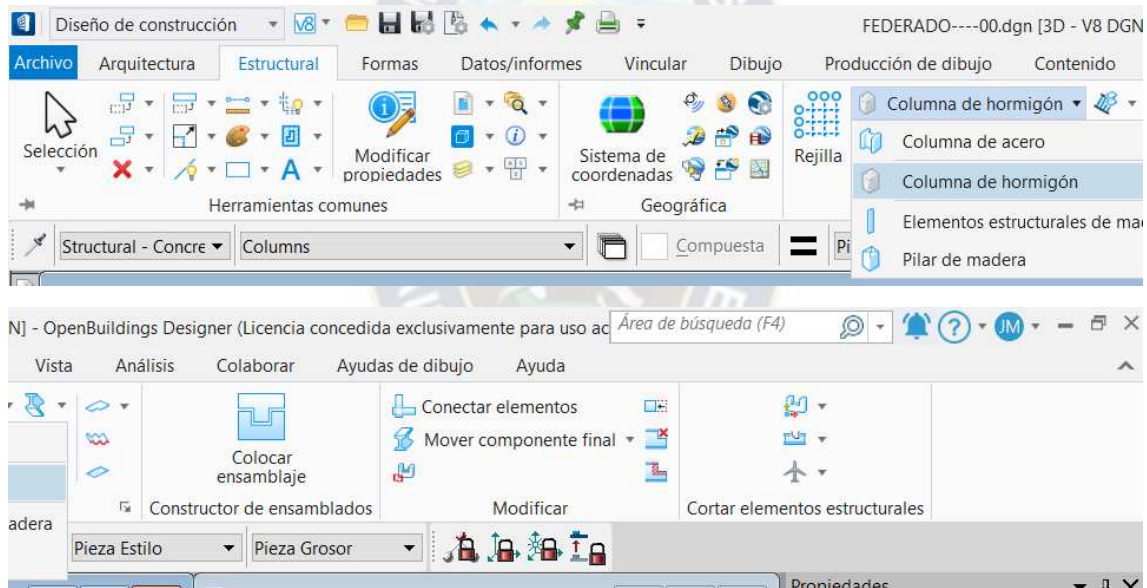 Diseño de construcción V8 FEDERADO----00.dgn [3D - V8 DGN
Archivo Arquitectura Estructural Formas Datos/informes Vincular Dibujo Producción de dibujo Contenido
Selección
Modificar propiedades
Sistema de coordenadas
Rejilla
Columna de hormigón
Columna de acero
Columna de hormigón
Elementos estructurales de mad
Pilar de madera
Herramientas comunes Geográfica
Structural - Concre Columns Compuesta Pi
N] - OpenBuildings Designer (Licencia concedida exclusivamente para uso ac Área de búsqueda (F4) JM
Vista Análisis Colaborar Ayudas de dibujo Ayuda
Colocar ensamblaje
Conectar elementos
Mover componente final
adera
Constructor de ensamblados Modificar Cortar elementos estructurales
Pieza Estilo Pieza Grosor
Propiedades